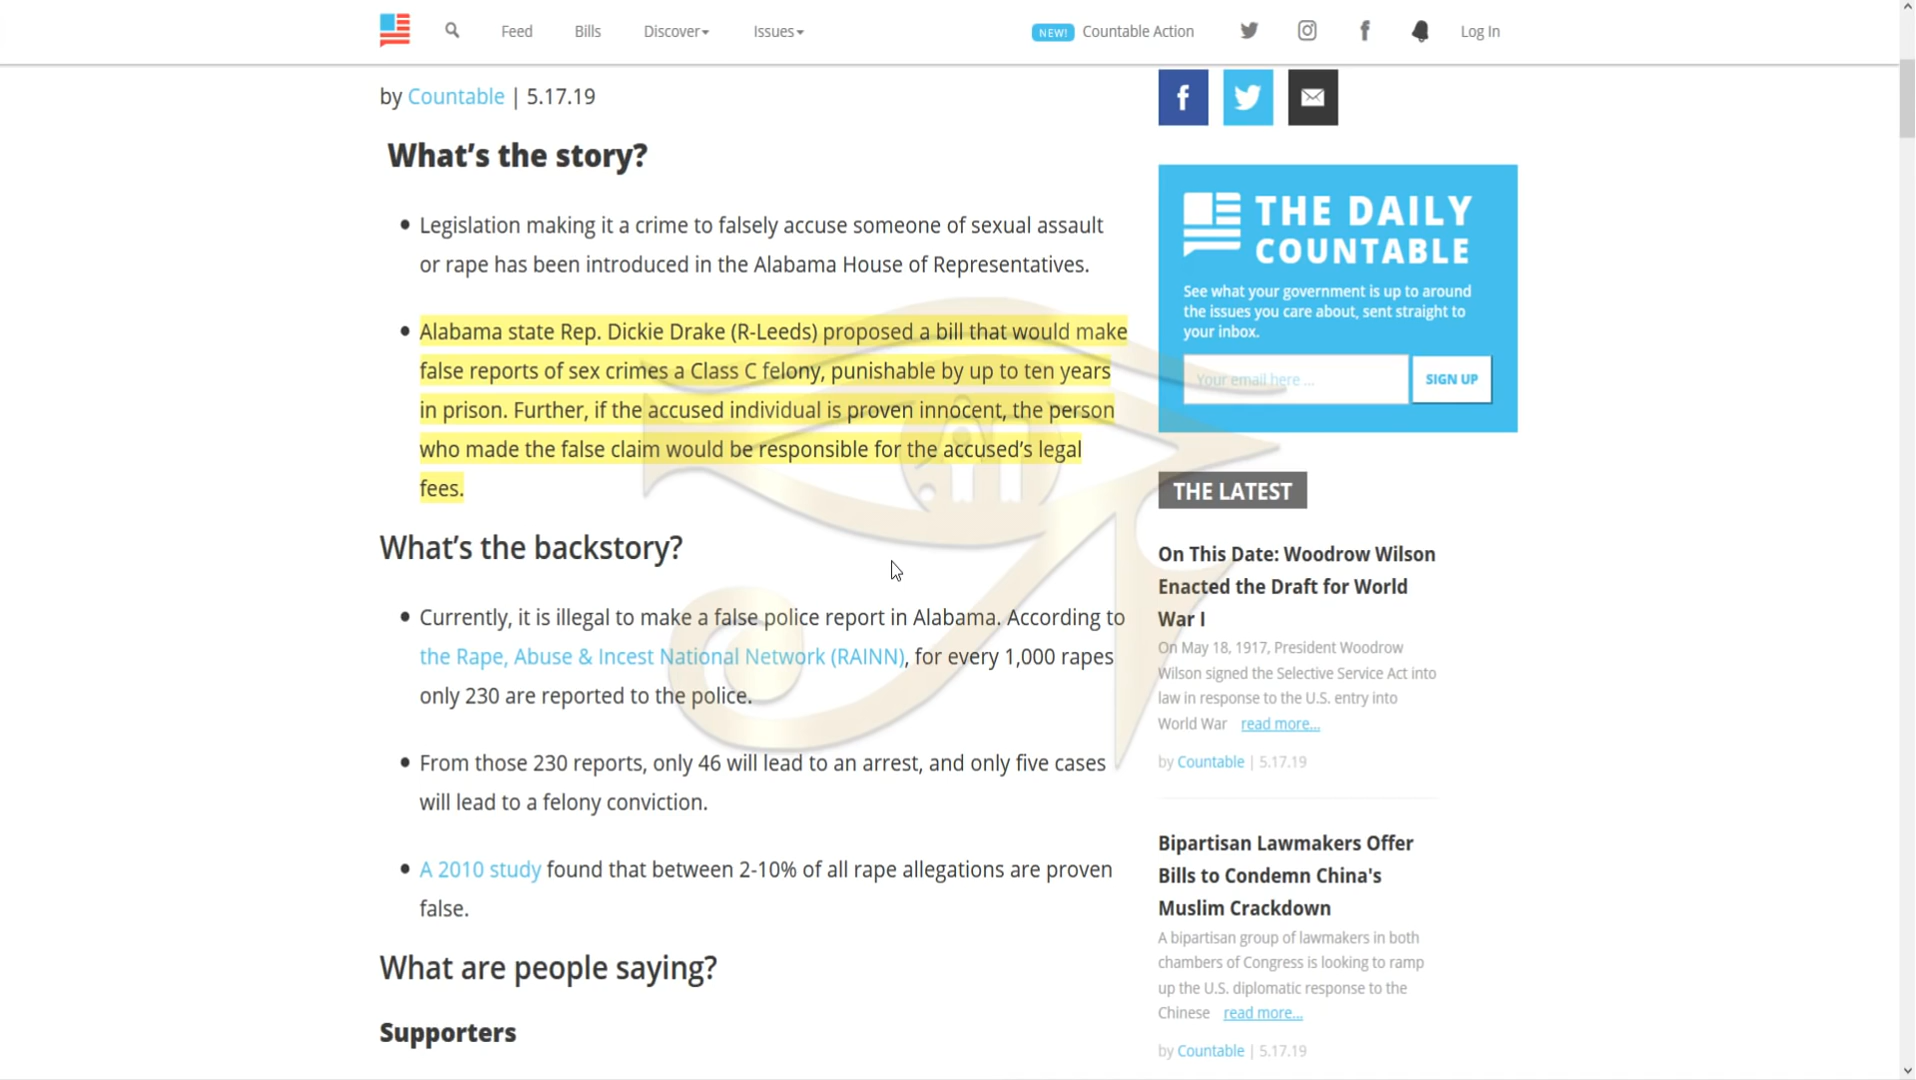 Feed
Bills
Discover
Issues
NEW!
Countable Action
Log In
by Countable | 5.17.19
What's the story?
Legislation making it a crime to falsely accuse someone of sexual assault
or rape has been introduced in the Alabama House of Representatives.
Alabama state Rep. Dickie Drake (R-Leeds) proposed a bill that would make
false reports of sex crimes a Class C felony, punishable by up to ten years
in prison. Further, if the accused individual is proven innocent, the person
who made the false claim would be responsible for the accused's legal
fees.
What's the backstory?
Currently, it is illegal to make a false police report in Alabama. According to
the Rape, Abuse & Incest National Network (RAINN), for every 1,000 rapes
only 230 are reported to the police.
From those 230 reports, only 46 will lead to an arrest, and only five cases
will lead to a felony conviction.
A 2010 study found that between 2-10% of all rape allegations are proven
false.
What are people saying?
Supporters
THE DAILY
COUNTABLE
See what your government is up to around
the issues you care about, sent straight to
your inbox.
Your email here ...
SIGN UP
THE LATEST
On This Date: Woodrow Wilson
Enacted the Draft for World
War I
On May 18, 1917, President Woodrow
Wilson signed the Selective Service Act into
law in response to the U.S. entry into
World War read more...
by Countable | 5.17.19
Bipartisan Lawmakers Offer
Bills to Condemn China's
Muslim Crackdown
A bipartisan group of lawmakers in both
chambers of Congress is looking to ramp
up the U.S. diplomatic response to the
Chinese read more...
by Countable | 5.17.19